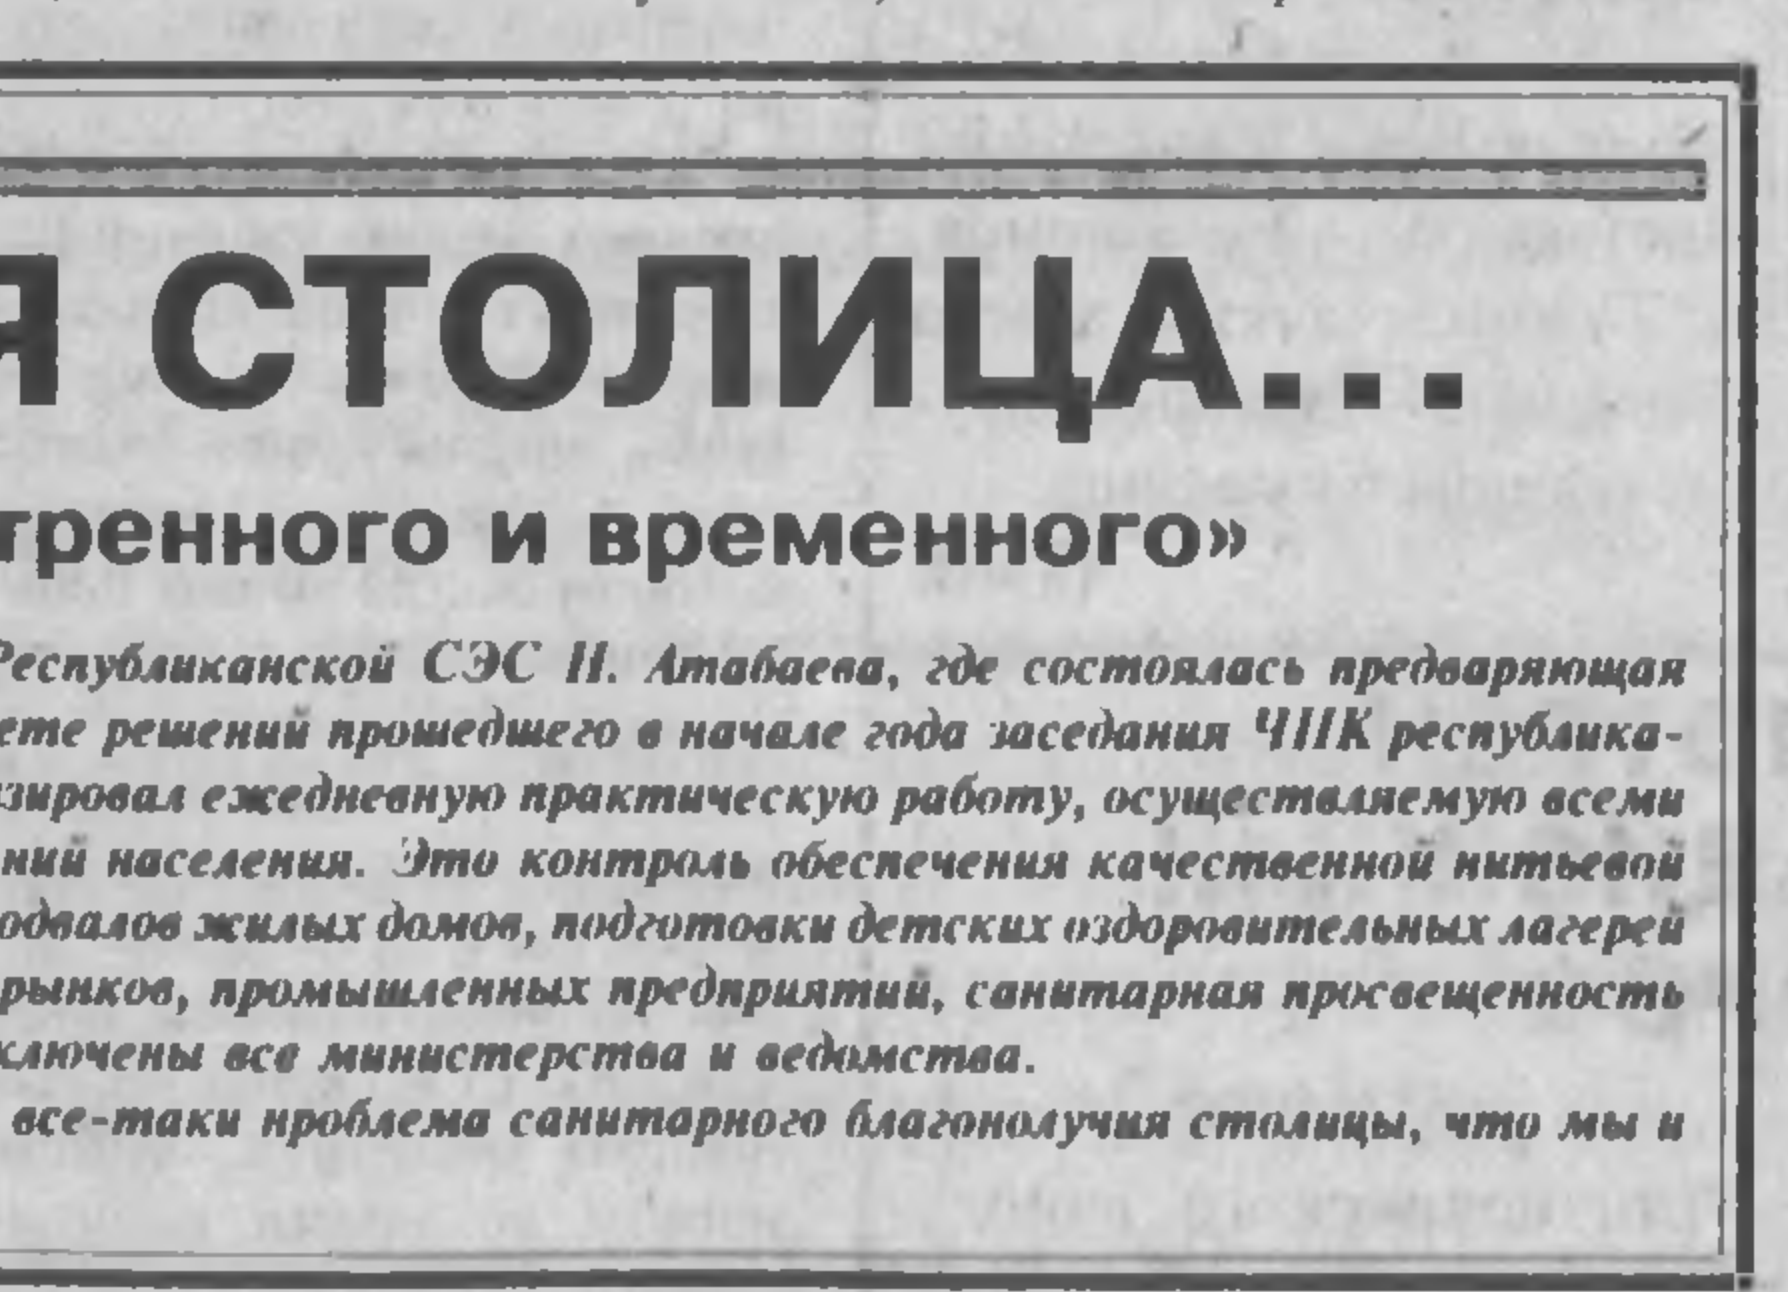 Я СТОЛИЦА...
тренного и временного»
Республиканской СЭС Н. Атабаева, где состоялась предваряющая
ете решений прошедшего в начале года заседания ЧПК республика-
зировал ежедневную практическую работу, осуществляемую всеми
ний населения. Это контроль обеспечения качественной питьевой
одвалов жилых домов, подготовки детских оздоровительных лагерей
рынков, промышленных предприятий, санитарная просвещенность
ключены все министерства и ведомства.
все-таки проблема санитарного благополучия столицы, что мы и